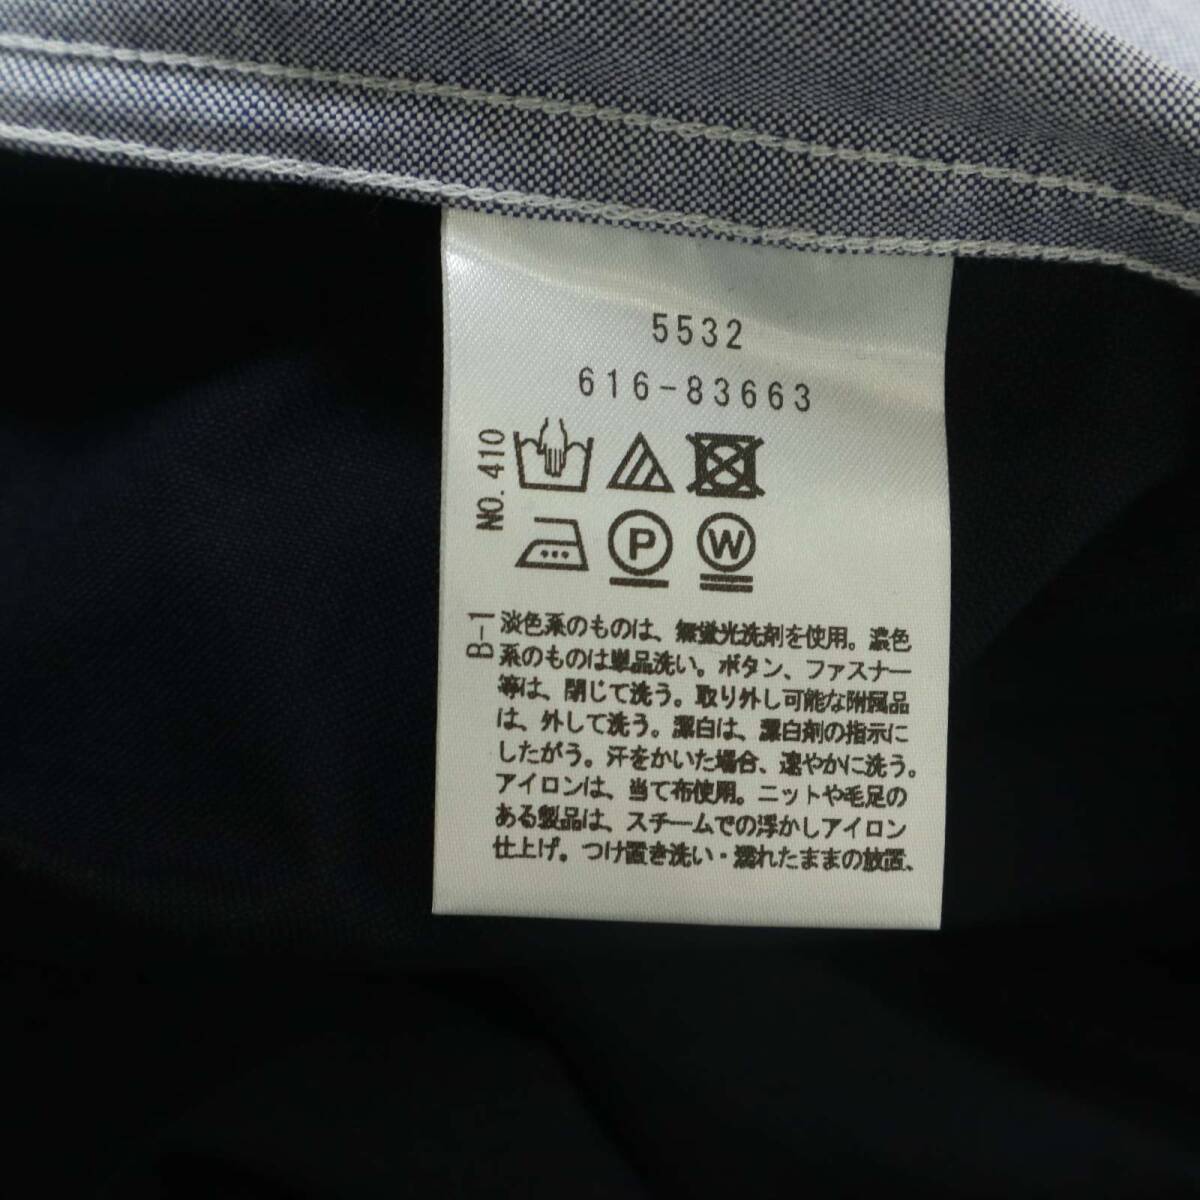 5532
616-83663
NO. 410
P
W
B-1
淡色系のものは、無蛍光洗剤を使用。濃色
系のものは単品洗い。ボタン、ファスナー
等は、閉じて洗う。取り外し可能な附属品
は、外して洗う。漂白は、漂白剤の指示に
したがう。汗をかいた場合、速やかに洗う。
アイロンは、当て布使用。ニットや毛足の
ある製品は、スチームでの浮かしアイロン
仕上げ。つけ置き洗い・濡れたままの放置、